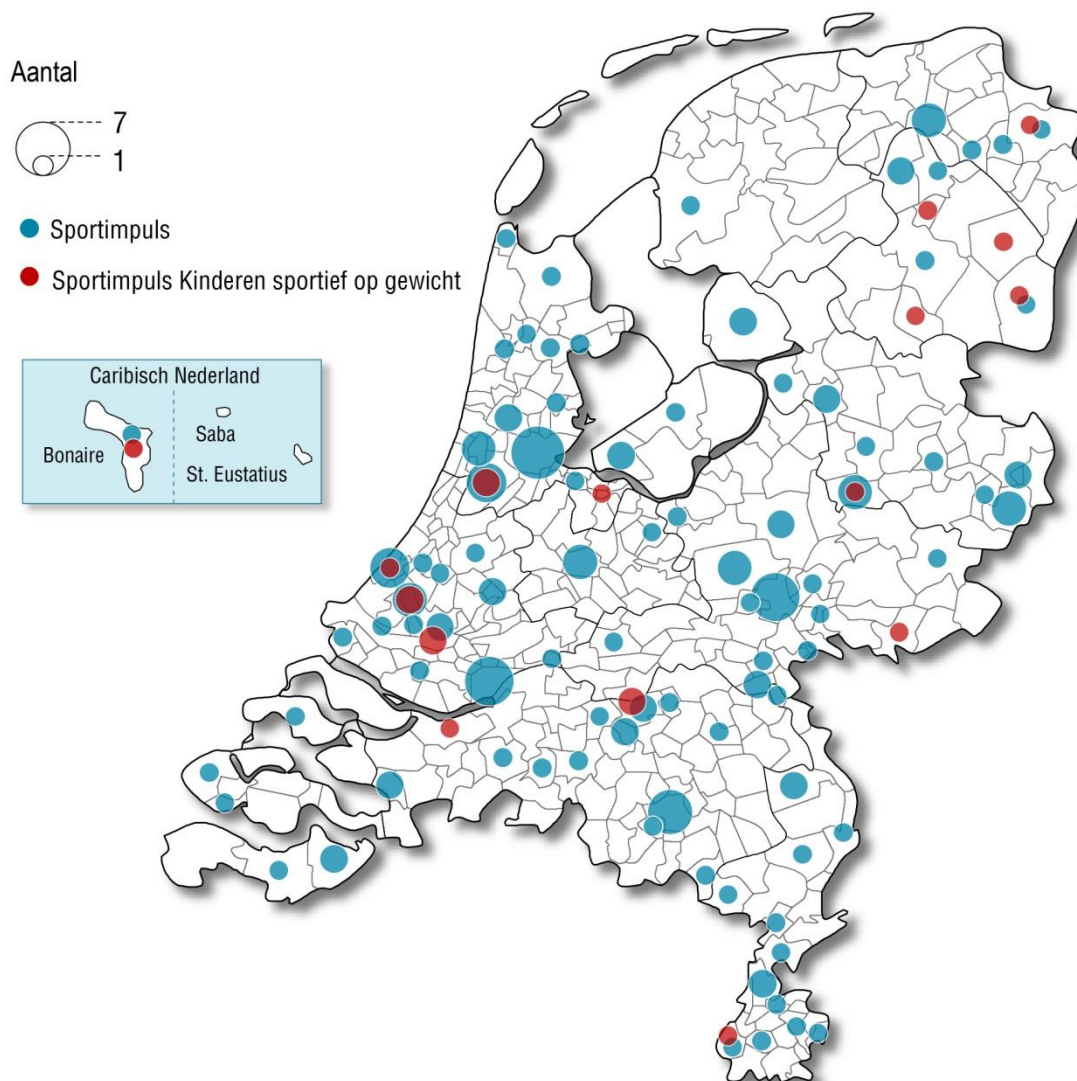 Aantal
7
1
Sportimpuls
Sportimpuls Kinderen sportief op gewicht
Caribisch Nederland
Bonaire
Saba
St. Eustatius